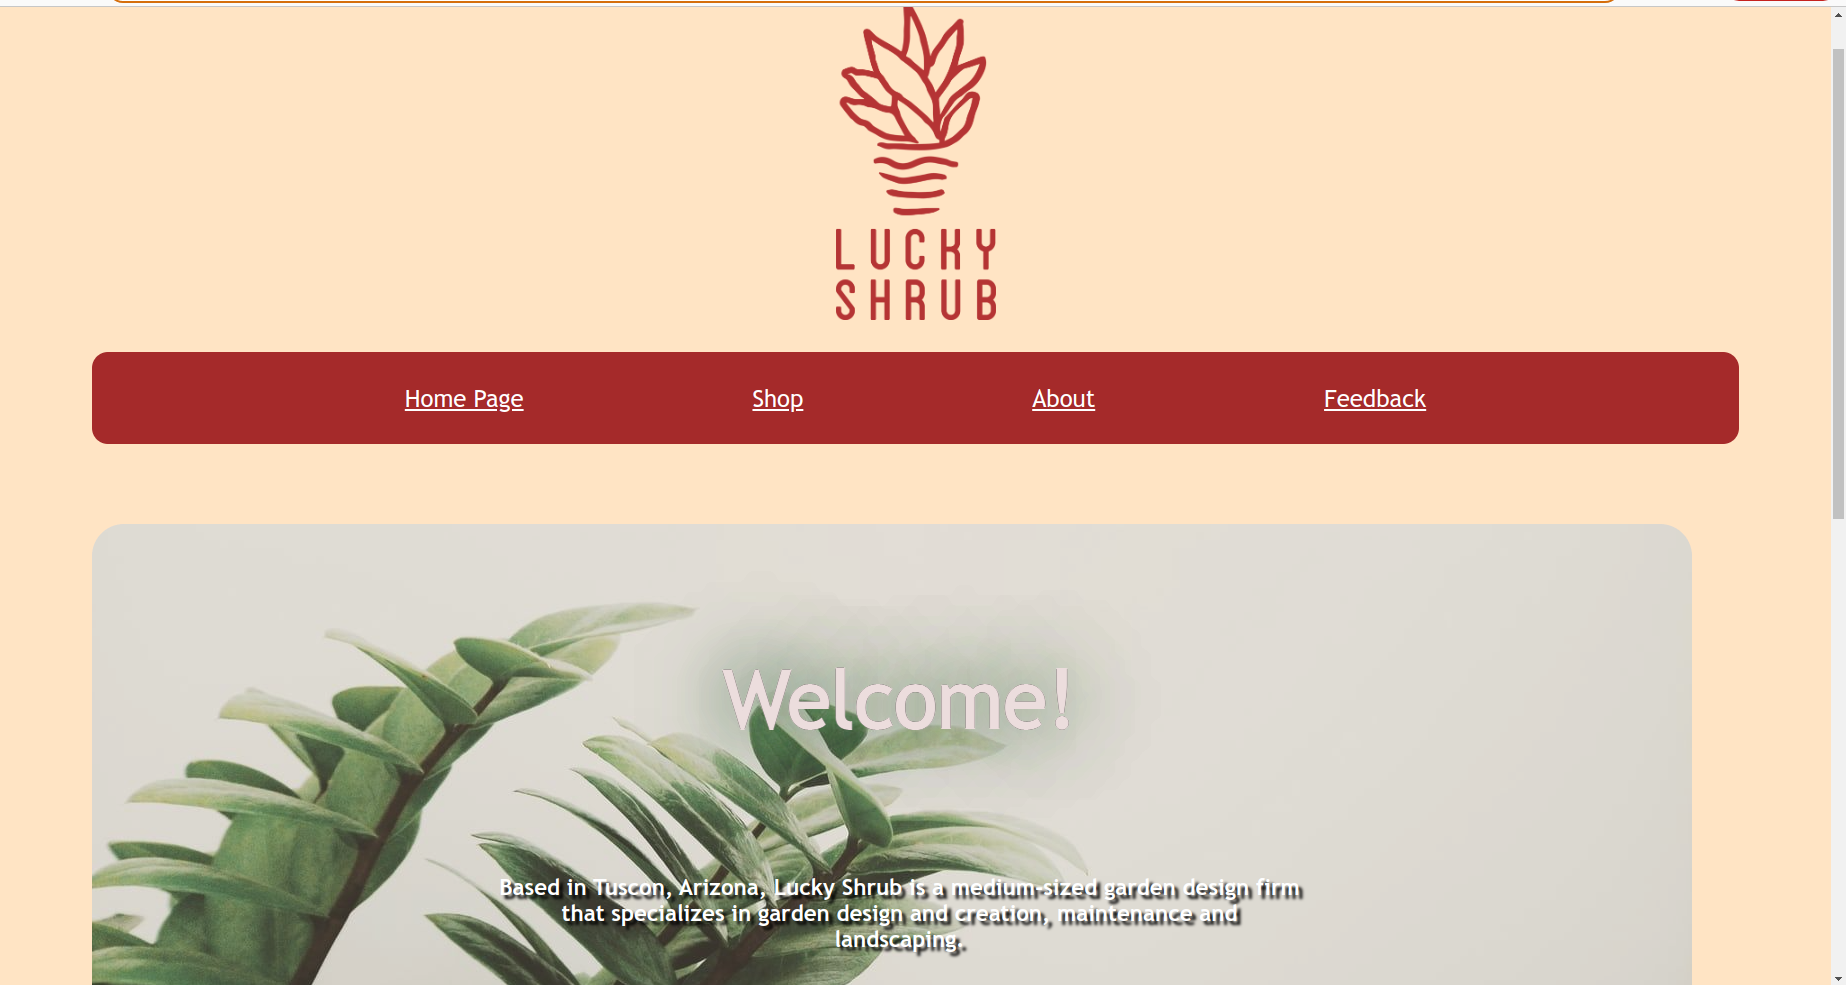 LUCKY
SHRUB
Home Page Shop About Feedback
Welcome!
Based in Tuscon, Arizona, Lucky Shrub is a medium-sized garden design firm
that specializes in garden design and creation, maintenance and
landscaping.